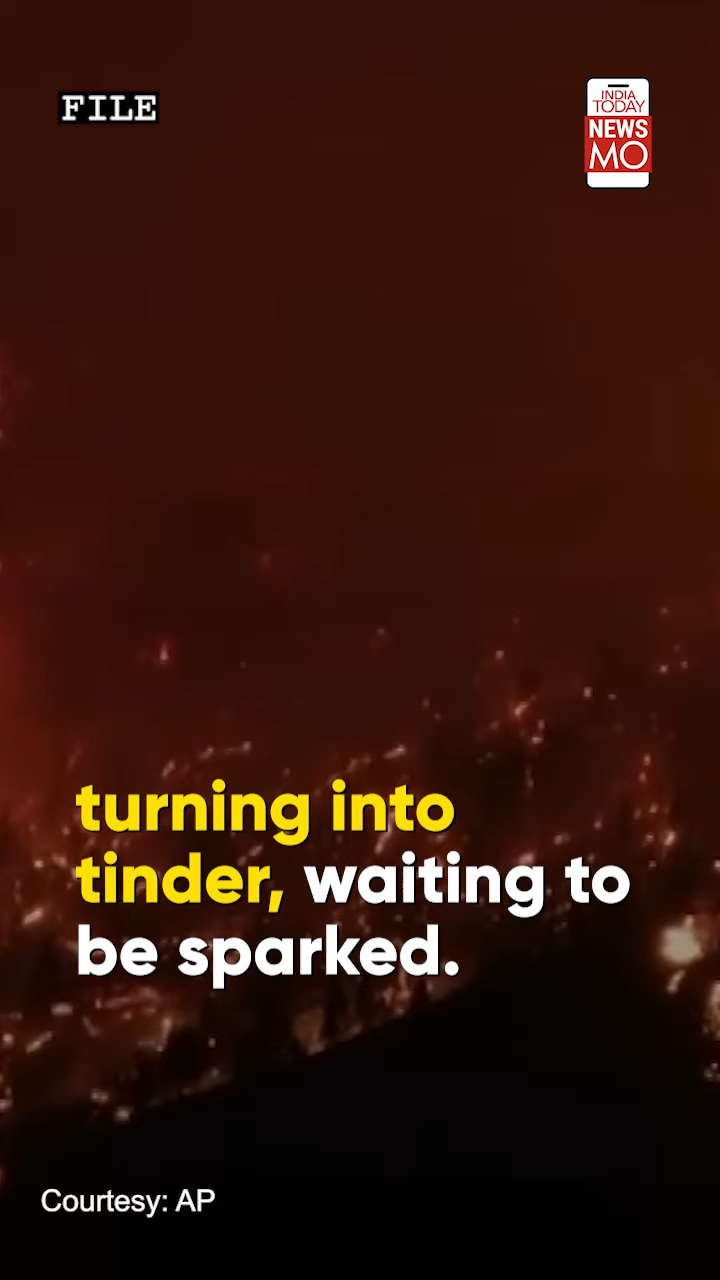 FILE
INDIA
TODAY
NEWS
MO
turning into
tinder, waiting to
be sparked.
Courtesy: AP